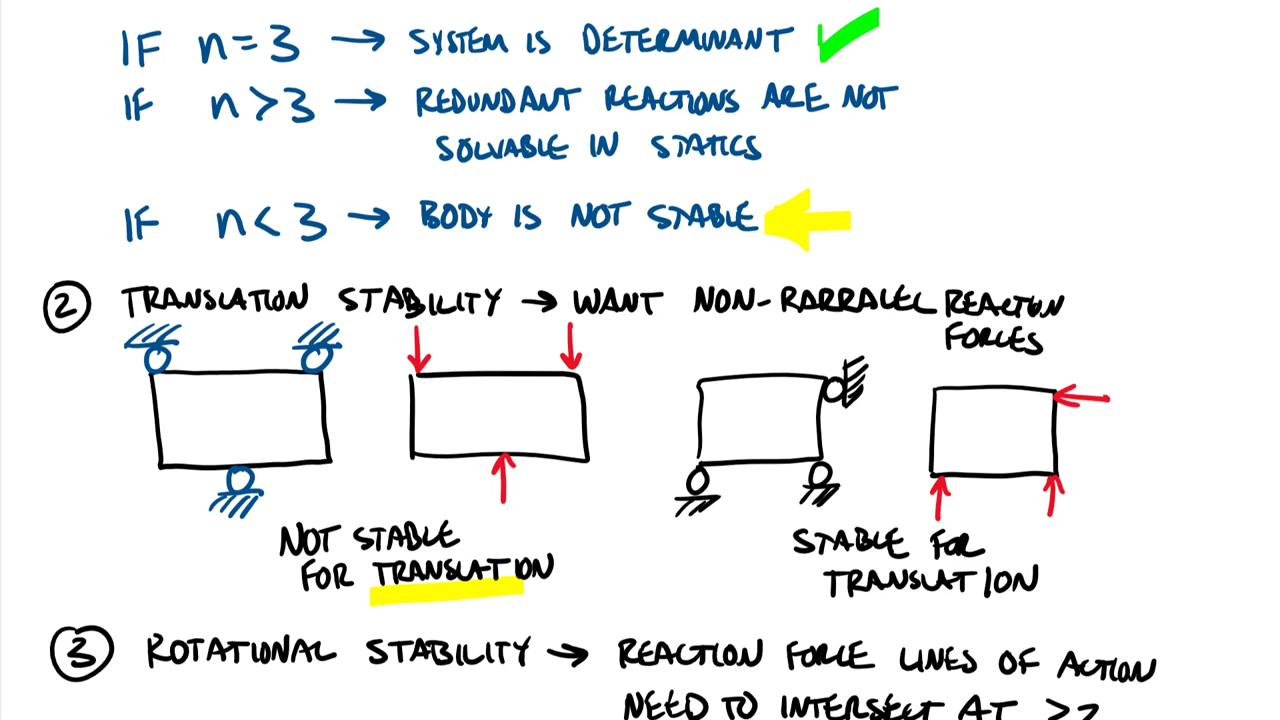 IF n=3 → SYSTEM IS DETERMINANT
IF n>3 → REDUNDANT REACTIONS ARE NOT
SOLVABLE IN STATICS
IF n<3 → BODY IS NOT STABLE
② TRANSLATION STABILITY → WANT NON-RARRALEL REACTION
FORCES
NOT STABLE
FOR TRANSLATION
STABLE FOR
TRANSLATION
③ ROTATIONAL STABILITY → REACTION FORCE LINES OF ACTION
NEED TO INTERSECT AT